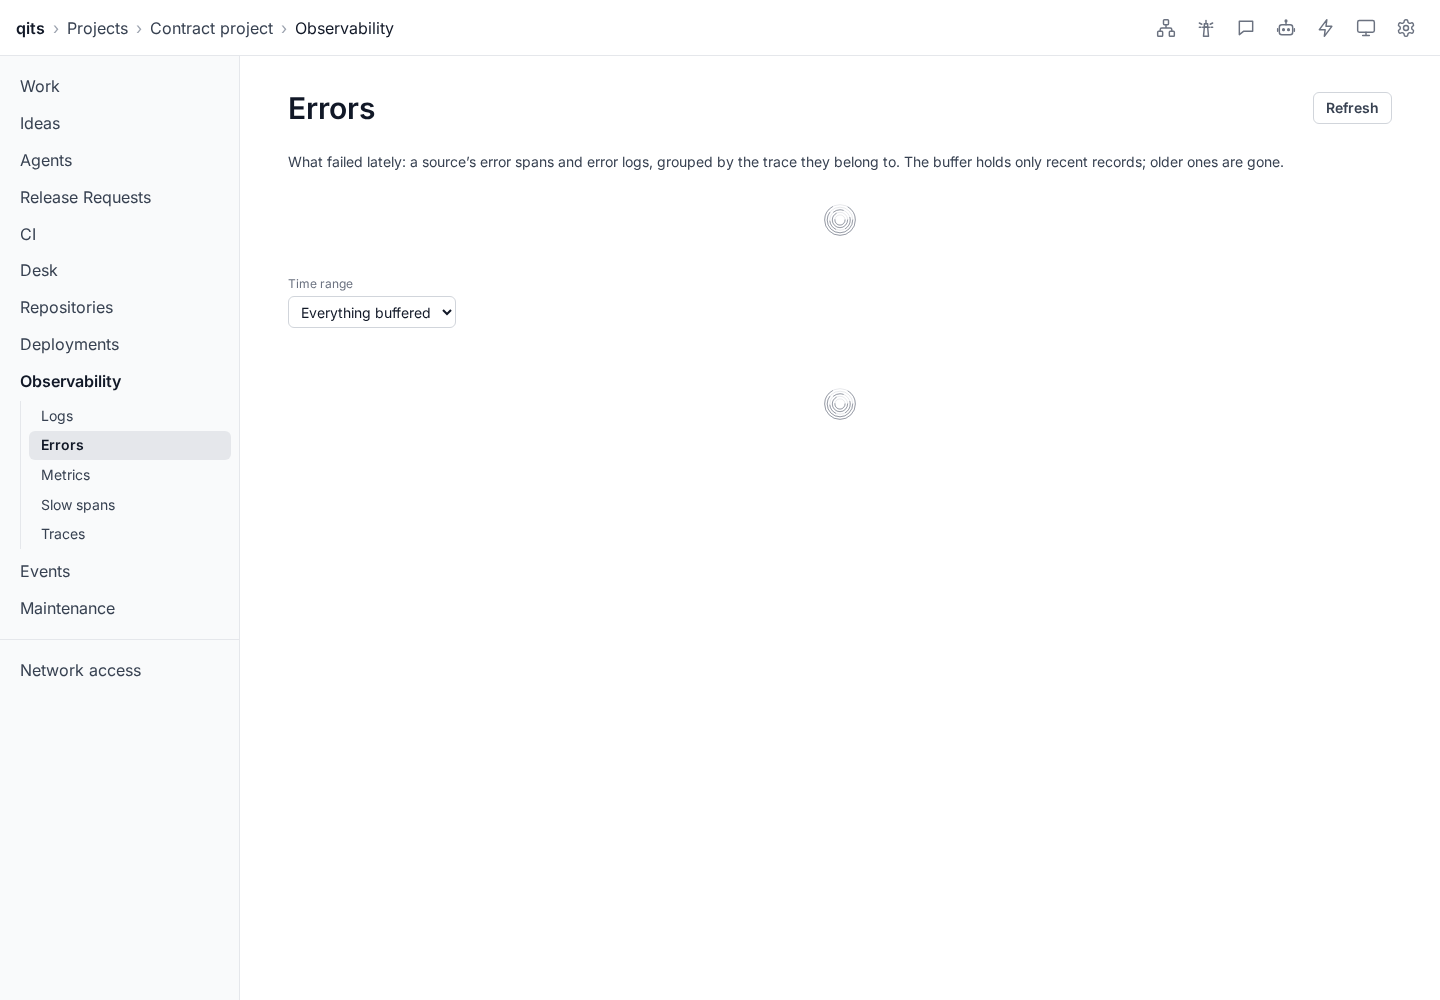 qits › Projects › Contract project › Observability
Work
Ideas
Agents
Release Requests
CI
Desk
Repositories
Deployments
Observability
Logs
Errors
Metrics
Slow spans
Traces
Events
Maintenance
Network access
Errors
Refresh
What failed lately: a source’s error spans and error logs, grouped by the trace they belong to. The buffer holds only recent records; older ones are gone.
Time range
Everything buffered